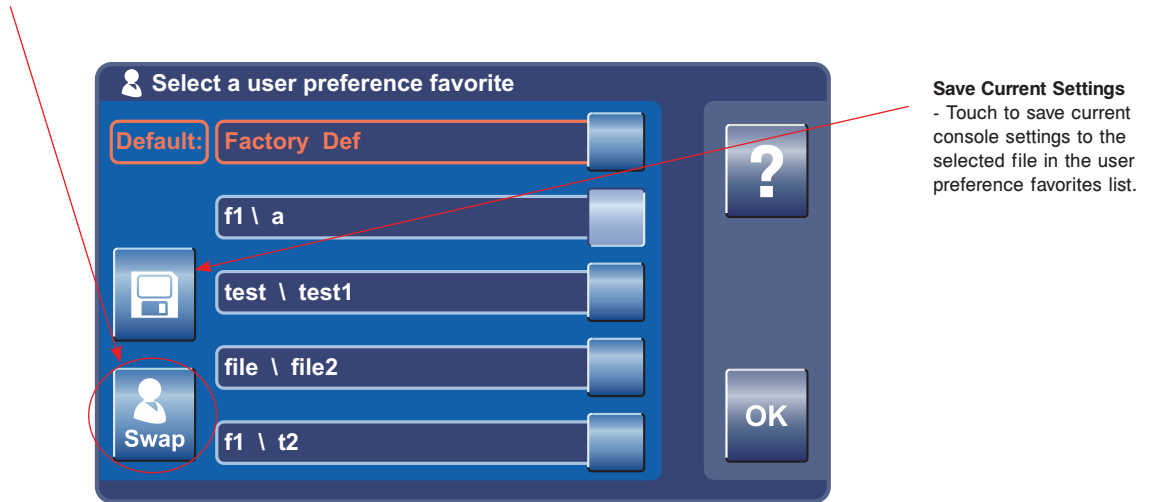 Select a user preference favorite
Default: Factory Def
f1 \ a
test \ test1
file \ file2
Swap
f1 \ t2
?
OK
Save Current Settings
- Touch to save current
console settings to the
selected file in the user
preference favorites list.